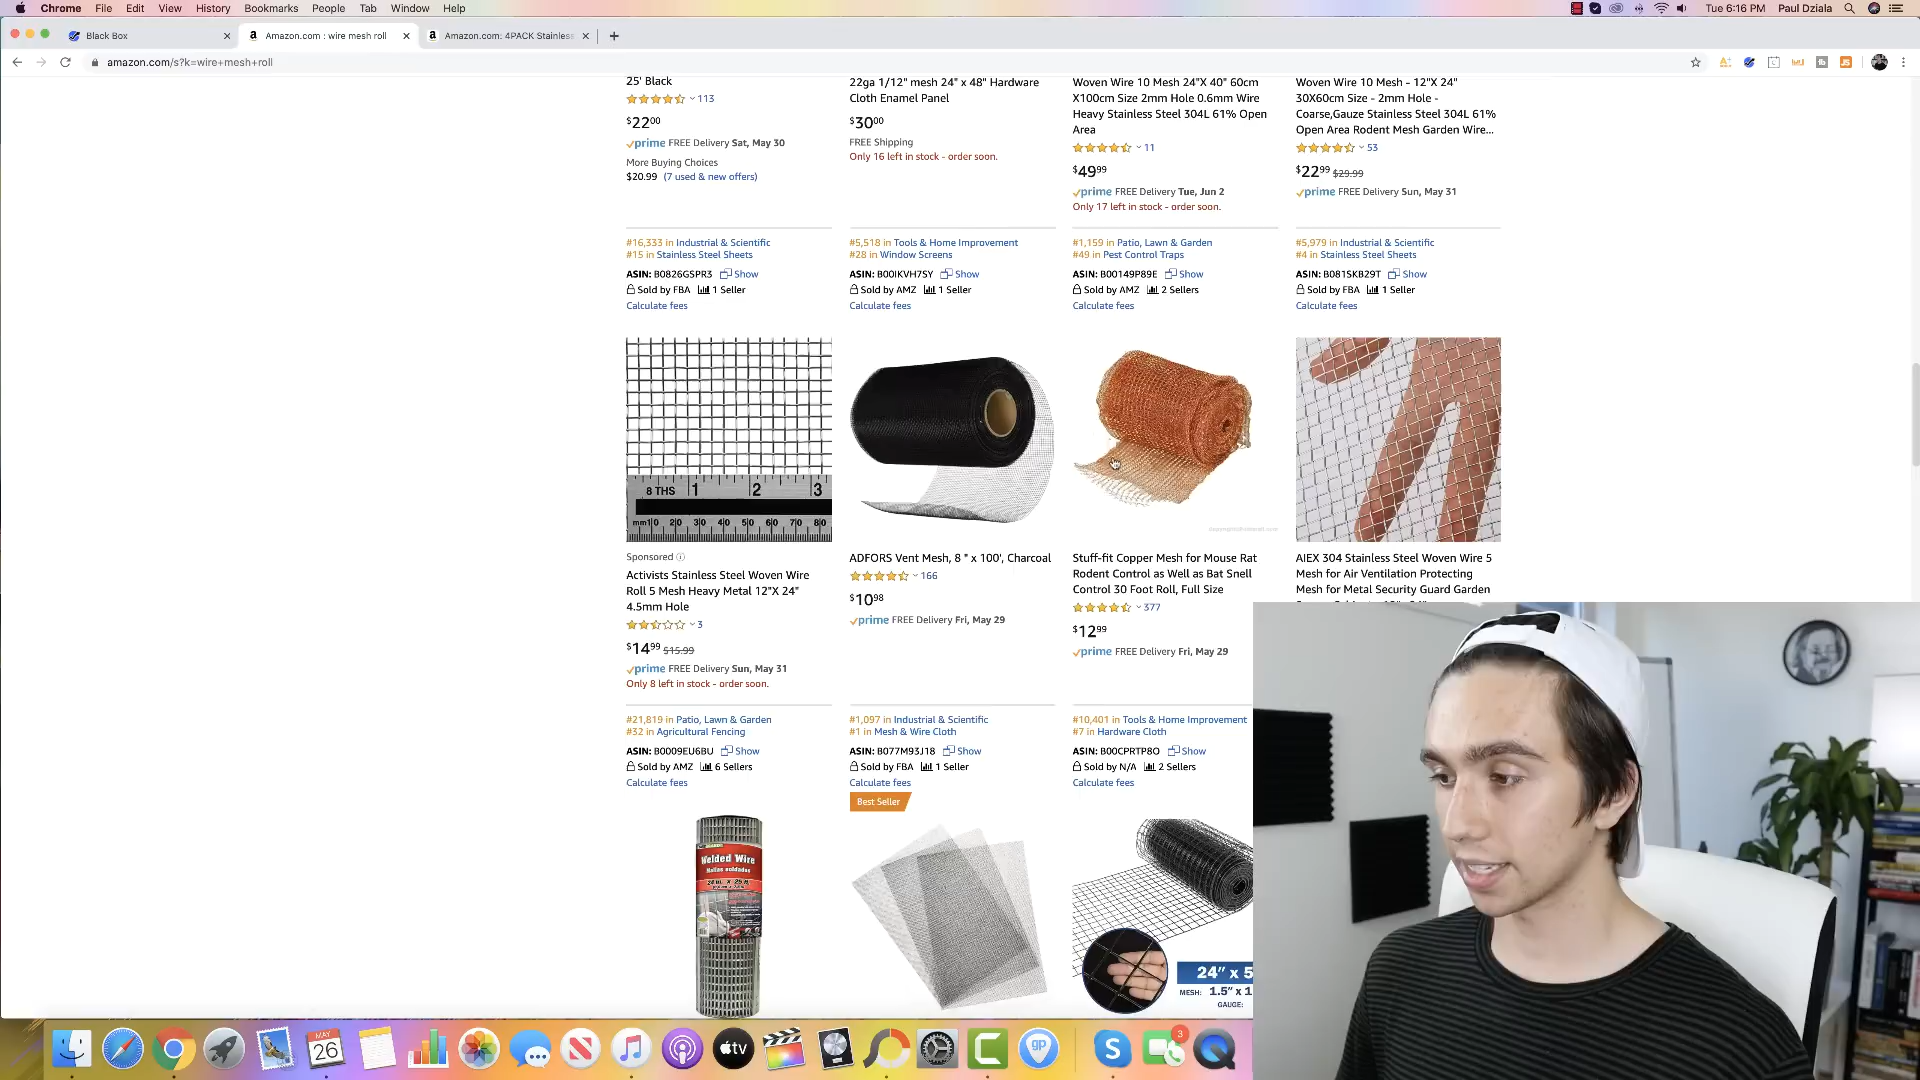 Chrome File Edit View History Bookmarks People Tab Window Help
Tue 6:16 PM Paul Dziala
Black Box
Amazon.com : wire mesh roll
Amazon.com: 4PACK Stainless
amazon.com/s?k=wire+mesh+roll
25' Black
113
$22⁰⁰
prime FREE Delivery Sat, May 30
More Buying Choices
$20.99 (7 used & new offers)
22ga 1/12" mesh 24" x 48" Hardware
Cloth Enamel Panel
$30⁰⁰
FREE Shipping
Only 16 left in stock - order soon.
Woven Wire 10 Mesh 24"X 40" 60cm
X100cm Size 2mm Hole 0.6mm Wire
Heavy Stainless Steel 304L 61% Open
Area
11
$49⁹⁹
prime FREE Delivery Tue, Jun 2
Only 17 left in stock - order soon.
Woven Wire 10 Mesh - 12"X 24"
30X60cm Size - 2mm Hole -
Coarse,Gauze Stainless Steel 304L 61%
Open Area Rodent Mesh Garden Wire...
53
$22⁹⁹ $29.99
prime FREE Delivery Sun, May 31
#16,333 in Industrial & Scientific
#15 in Stainless Steel Sheets
ASIN: B0826GSPR3 Show
Sold by FBA 1 Seller
Calculate fees
#5,518 in Tools & Home Improvement
#28 in Window Screens
ASIN: B00IKVH7SY Show
Sold by AMZ 1 Seller
Calculate fees
#1,159 in Patio, Lawn & Garden
#49 in Pest Control Traps
ASIN: B00149P89E Show
Sold by AMZ 2 Sellers
Calculate fees
#5,979 in Industrial & Scientific
#4 in Stainless Steel Sheets
ASIN: B081SKB29T Show
Sold by FBA 1 Seller
Calculate fees
8 THS 1 2 3
mm 10 20 30 40 50 60 70 80
Sponsored
Activists Stainless Steel Woven Wire
Roll 5 Mesh Heavy Metal 12"X 24"
4.5mm Hole
3
$14⁹⁹ $15.99
prime FREE Delivery Sun, May 31
Only 8 left in stock - order soon.
ADFORS Vent Mesh, 8 " x 100', Charcoal
166
$10⁹⁸
prime FREE Delivery Fri, May 29
Stuff-fit Copper Mesh for Mouse Rat
Rodent Control as Well as Bat Snell
Control 30 Foot Roll, Full Size
377
$12⁹⁹
prime FREE Delivery Fri, May 29
AIEX 304 Stainless Steel Woven Wire 5
Mesh for Air Ventilation Protecting
Mesh for Metal Security Guard Garden
#21,819 in Patio, Lawn & Garden
#32 in Agricultural Fencing
ASIN: B0009EU6BU Show
Sold by AMZ 6 Sellers
Calculate fees
#1,097 in Industrial & Scientific
#1 in Mesh & Wire Cloth
ASIN: B077M93J18 Show
Sold by FBA 1 Seller
Calculate fees
Best Seller
#10,401 in Tools & Home Improvement
#7 in Hardware Cloth
ASIN: B00CPRTP8O Show
Sold by N/A 2 Sellers
Calculate fees
Welded Wire
24" x 5
MESH: 1.5" x 1
GAUGE:
MAY
26
tv
gp
3